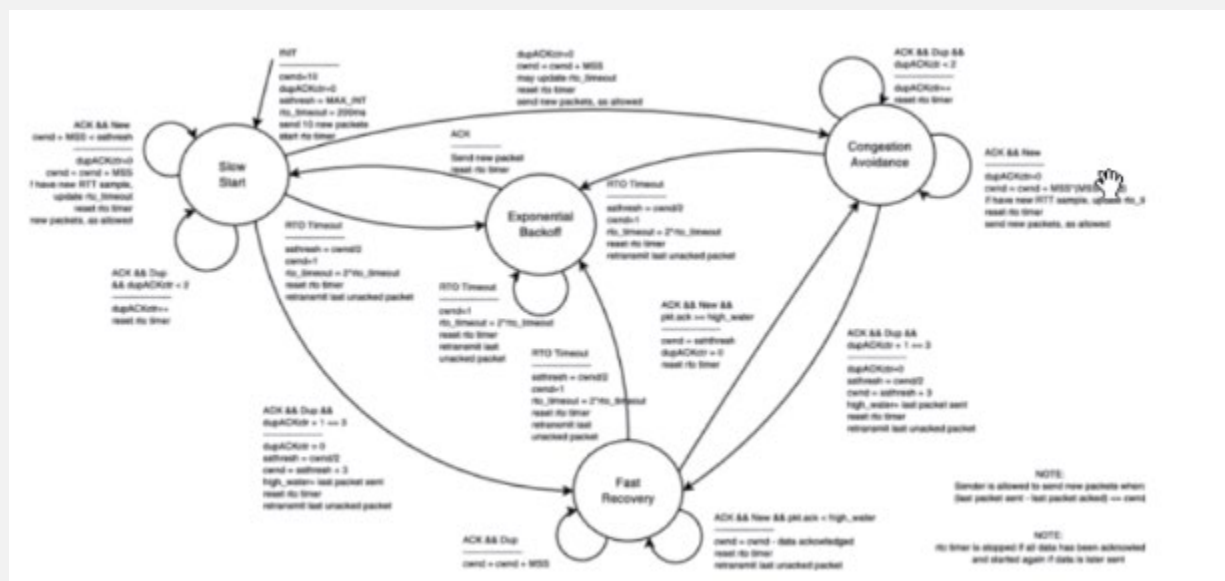 INIT
cwnd=10
dupACKctr=0
ssthresh = MAX_INT
rto_timeout = 200ms
send 10 new packets
start rto timer
dupACKctr=0
cwnd = cwnd + MSS
may update rto_timeout
reset rto timer
send new packets, as allowed
ACK && Dup &&
dupACKctr < 2
dupACKctr++
reset rto timer
ACK && New
cwnd + MSS < ssthresh
dupACKctr=0
cwnd = cwnd + MSS
f have new RTT sample,
update rto_timeout
reset rto timer
new packets, as allowed
Slow
Start
ACK
Send new packet
reset rto timer
Congestion
Avoidance
ACK && New
dupACKctr=0
cwnd = cwnd + MSS*(MSS
if have new RTT sample, update rto_ti
reset rto timer
send new packets, as allowed
Exponential
Backoff
RTO Timeout
ssthresh = cwnd/2
cwnd=1
rto_timeout = 2*rto_timeout
reset rto timer
retransmit last unacked packet
RTO Timeout
ssthresh = cwnd/2
cwnd=1
rto_timeout = 2*rto_timeout
reset rto timer
retransmit last unacked packet
ACK && Dup
&& dupACKctr < 2
dupACKctr++
reset rto timer
RTO Timeout
cwnd=1
rto_timeout = 2*rto_timeout
reset rto timer
retransmit last
unacked packet
ACK && New &&
pkt.ack >= high_water
cwnd = ssthresh
dupACKctr = 0
reset rto timer
ACK && Dup &&
dupACKctr + 1 == 3
dupACKctr=0
ssthresh = cwnd/2
cwnd = ssthresh + 3
high_water= last packet sent
reset rto timer
retransmit last unacked packet
RTO Timeout
ssthresh = cwnd/2
cwnd=1
rto_timeout = 2*rto_timeout
reset rto timer
retransmit last
unacked packet
ACK && Dup &&
dupACKctr + 1 == 3
dupACKctr = 0
ssthresh = cwnd/2
cwnd = ssthresh + 3
high_water= last packet sent
reset rto timer
retransmit last unacked packet
Fast
Recovery
NOTE:
Sender is allowed to send new packets when:
(last packet sent - last packet acked) <= cwnd
ACK && New && pkt.ack < high_water
cwnd = cwnd - data acknowledged
reset rto timer
retransmit last unacked packet
ACK && Dup
cwnd = cwnd + MSS
NOTE:
rto timer is stopped if all data has been acknowled
and started again if data is later sent